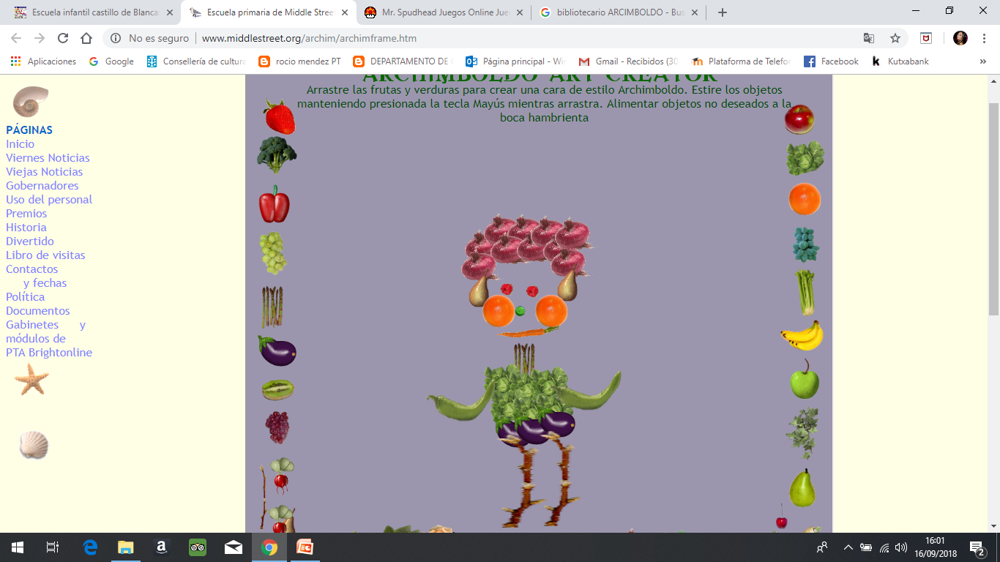 Escuela infantil castillo de Blanca
Escuela primaria de Middle Stree
Mr. Spudhead Juegos Online Jue
bibliotecario ARCIMBOLDO - Bus
No es seguro
www.middlestreet.org/archim/archimframe.htm
Aplicaciones
Google
Consellería de cultura
rocio mendez PT
DEPARTAMENTO DE
Página principal - Win
Gmail - Recibidos (30
Plataforma de Telefor
Facebook
Kutxabank
»
ARCHIMBOLDO ART CREATOR
Arrastre las frutas y verduras para crear una cara de estilo Archimboldo. Estire los objetos
manteniendo presionada la tecla Mayús mientras arrastra. Alimentar objetos no deseados a la
boca hambrienta
PÁGINAS
Inicio
Viernes Noticias
Viejas Noticias
Gobernadores
Uso del personal
Premios
Historia
Divertido
Libro de visitas
Contactos
y fechas
Política
Documentos
Gabinetes y
módulos de
PTA Brightonline
16:01
16/09/2018
2